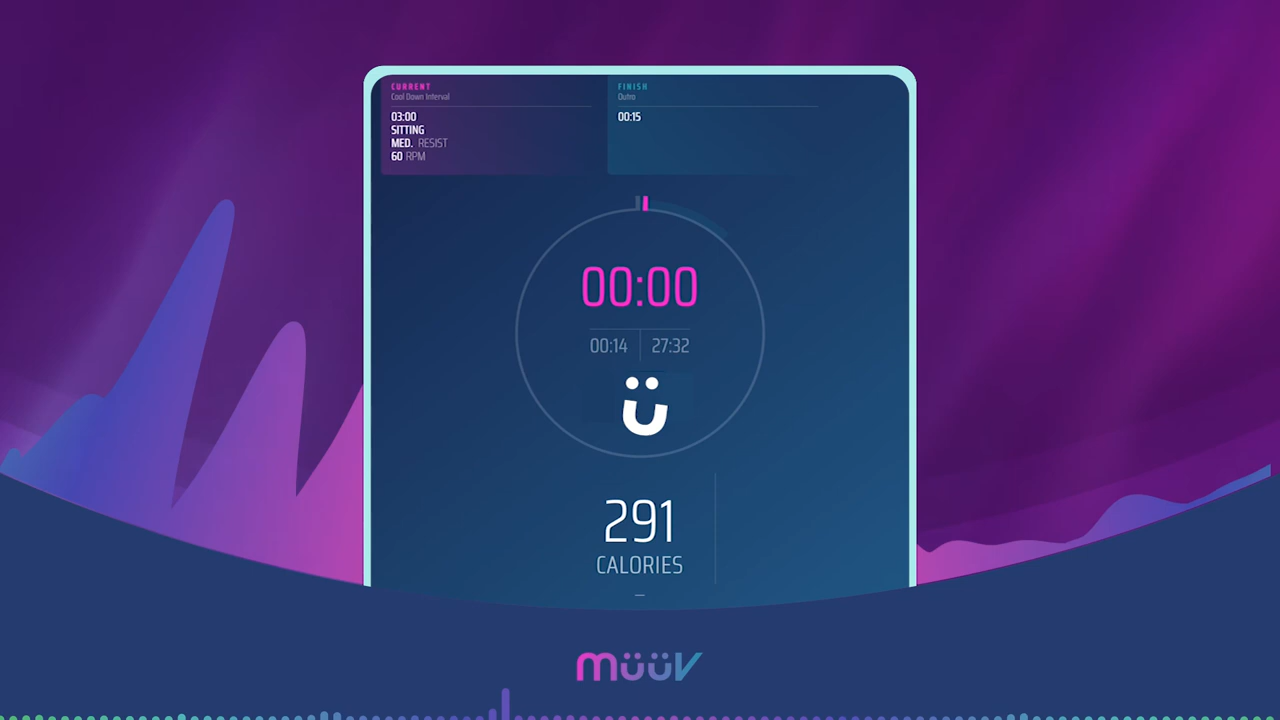 CURRENT
Cool Down Interval
03:00
SITTING
MED. RESIST
60 RPM
FINISH
Outro
00:15
00:00
00:14 27:32
ü
291
CALORIES
müüv